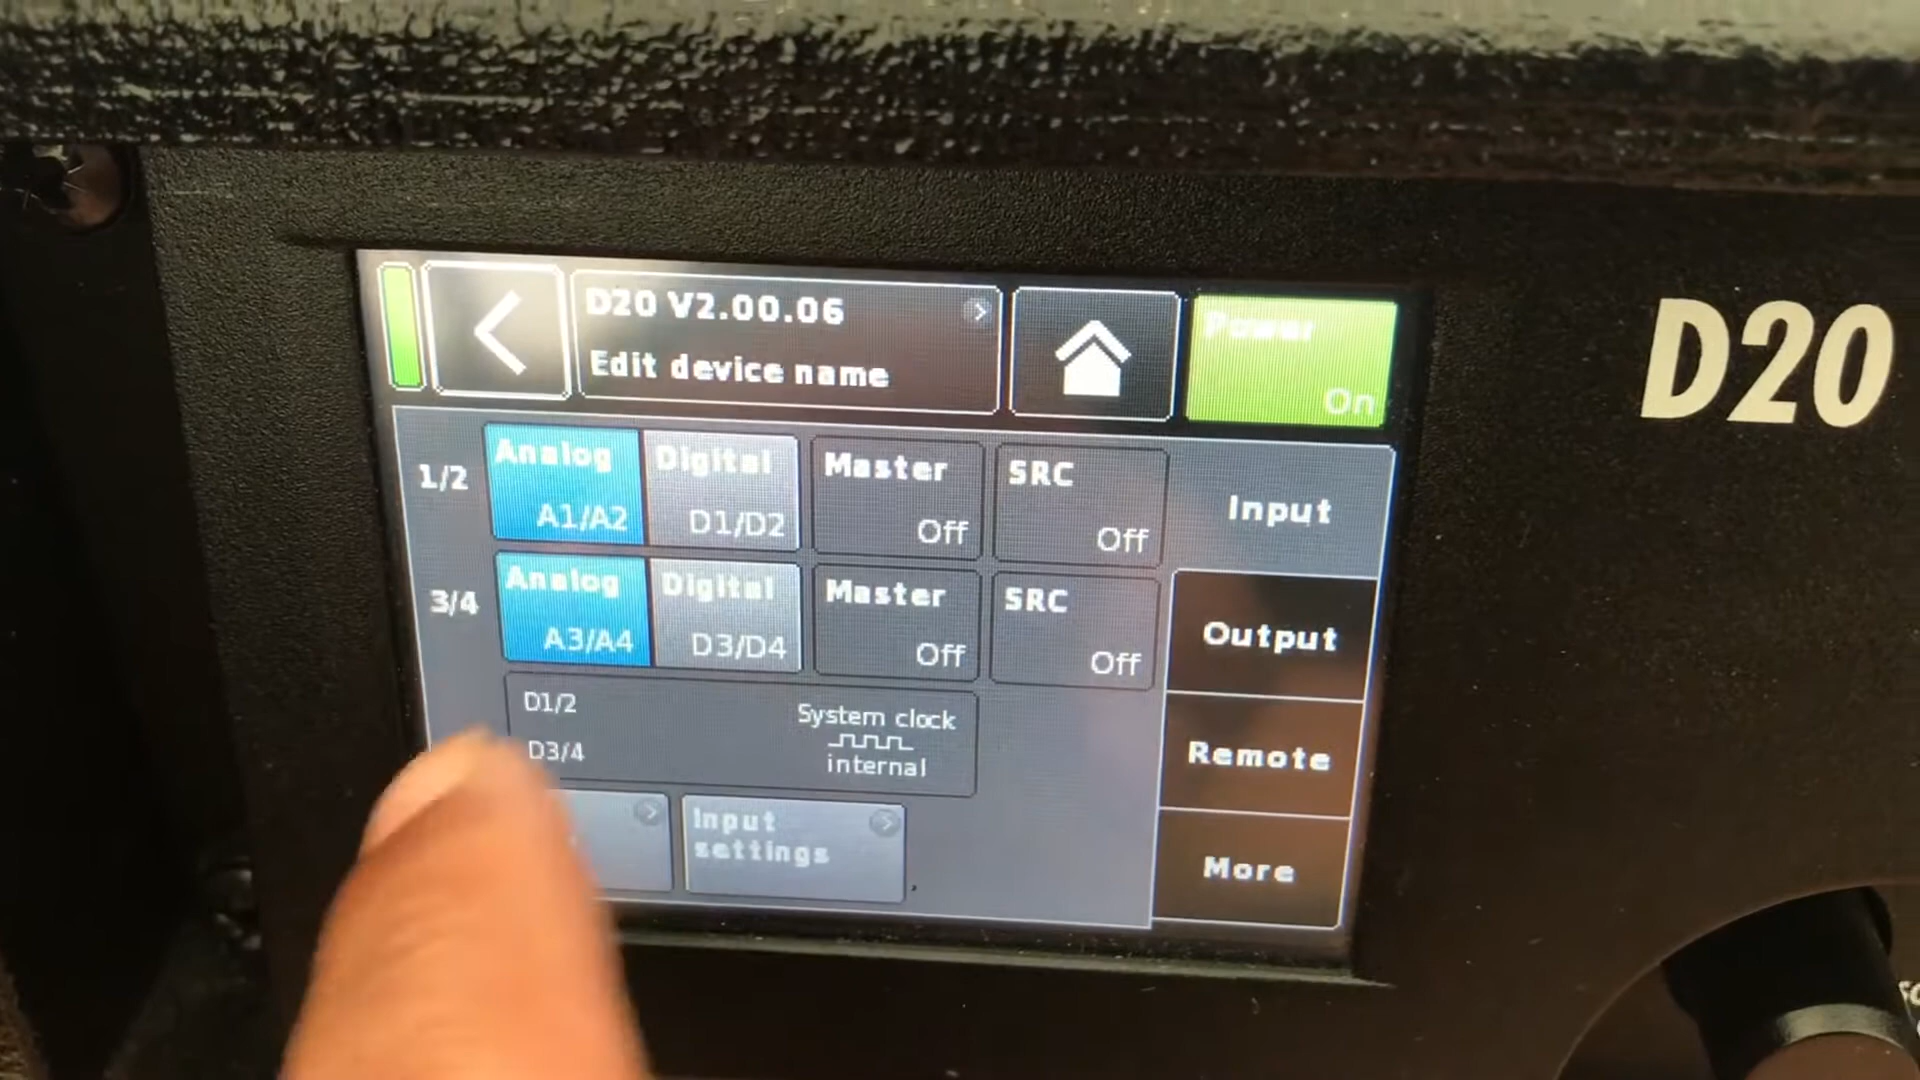 D20 V2.00.06
Edit device name
Power
On
D20
1/2
Analog
A1/A2
Digital
D1/D2
Master
Off
SRC
Off
Input
3/4
Analog
A3/A4
Digital
D3/D4
Master
Off
SRC
Off
Output
D1/2
D3/4
System clock
internal
Remote
Input
settings
More